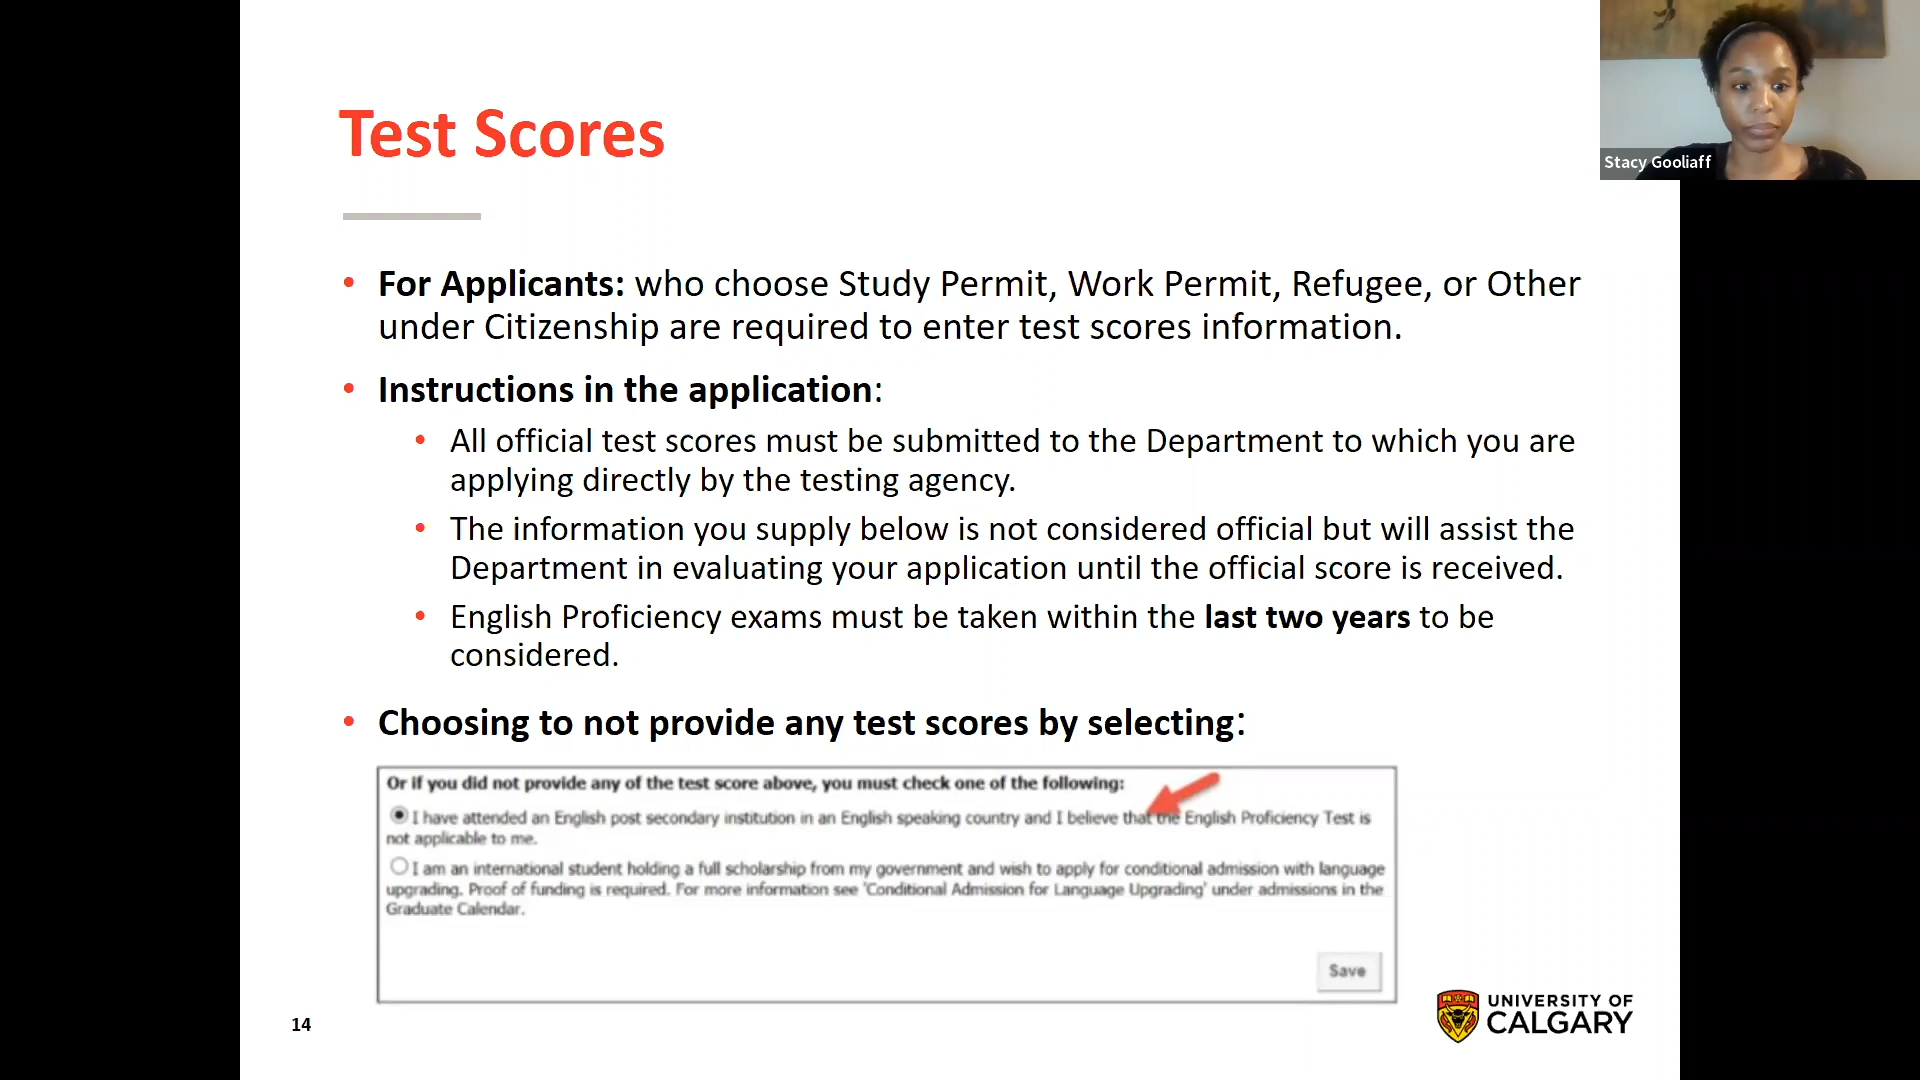 Test Scores
Stacy Gooliaff
• For Applicants: who choose Study Permit, Work Permit, Refugee, or Other
under Citizenship are required to enter test scores information.
• Instructions in the application:
• All official test scores must be submitted to the Department to which you are
applying directly by the testing agency.
• The information you supply below is not considered official but will assist the
Department in evaluating your application until the official score is received.
• English Proficiency exams must be taken within the last two years to be
considered.
• Choosing to not provide any test scores by selecting:
Or if you did not provide any of the test score above, you must check one of the following:
I have attended an English post secondary institution in an English speaking country and I believe that the English Proficiency Test is
not applicable to me.
I am an international student holding a full scholarship from my government and wish to apply for conditional admission with language
upgrading. Proof of funding is required. For more information see 'Conditional Admission for Language Upgrading' under admissions in the
Graduate Calendar.
Save
14
UNIVERSITY OF
CALGARY